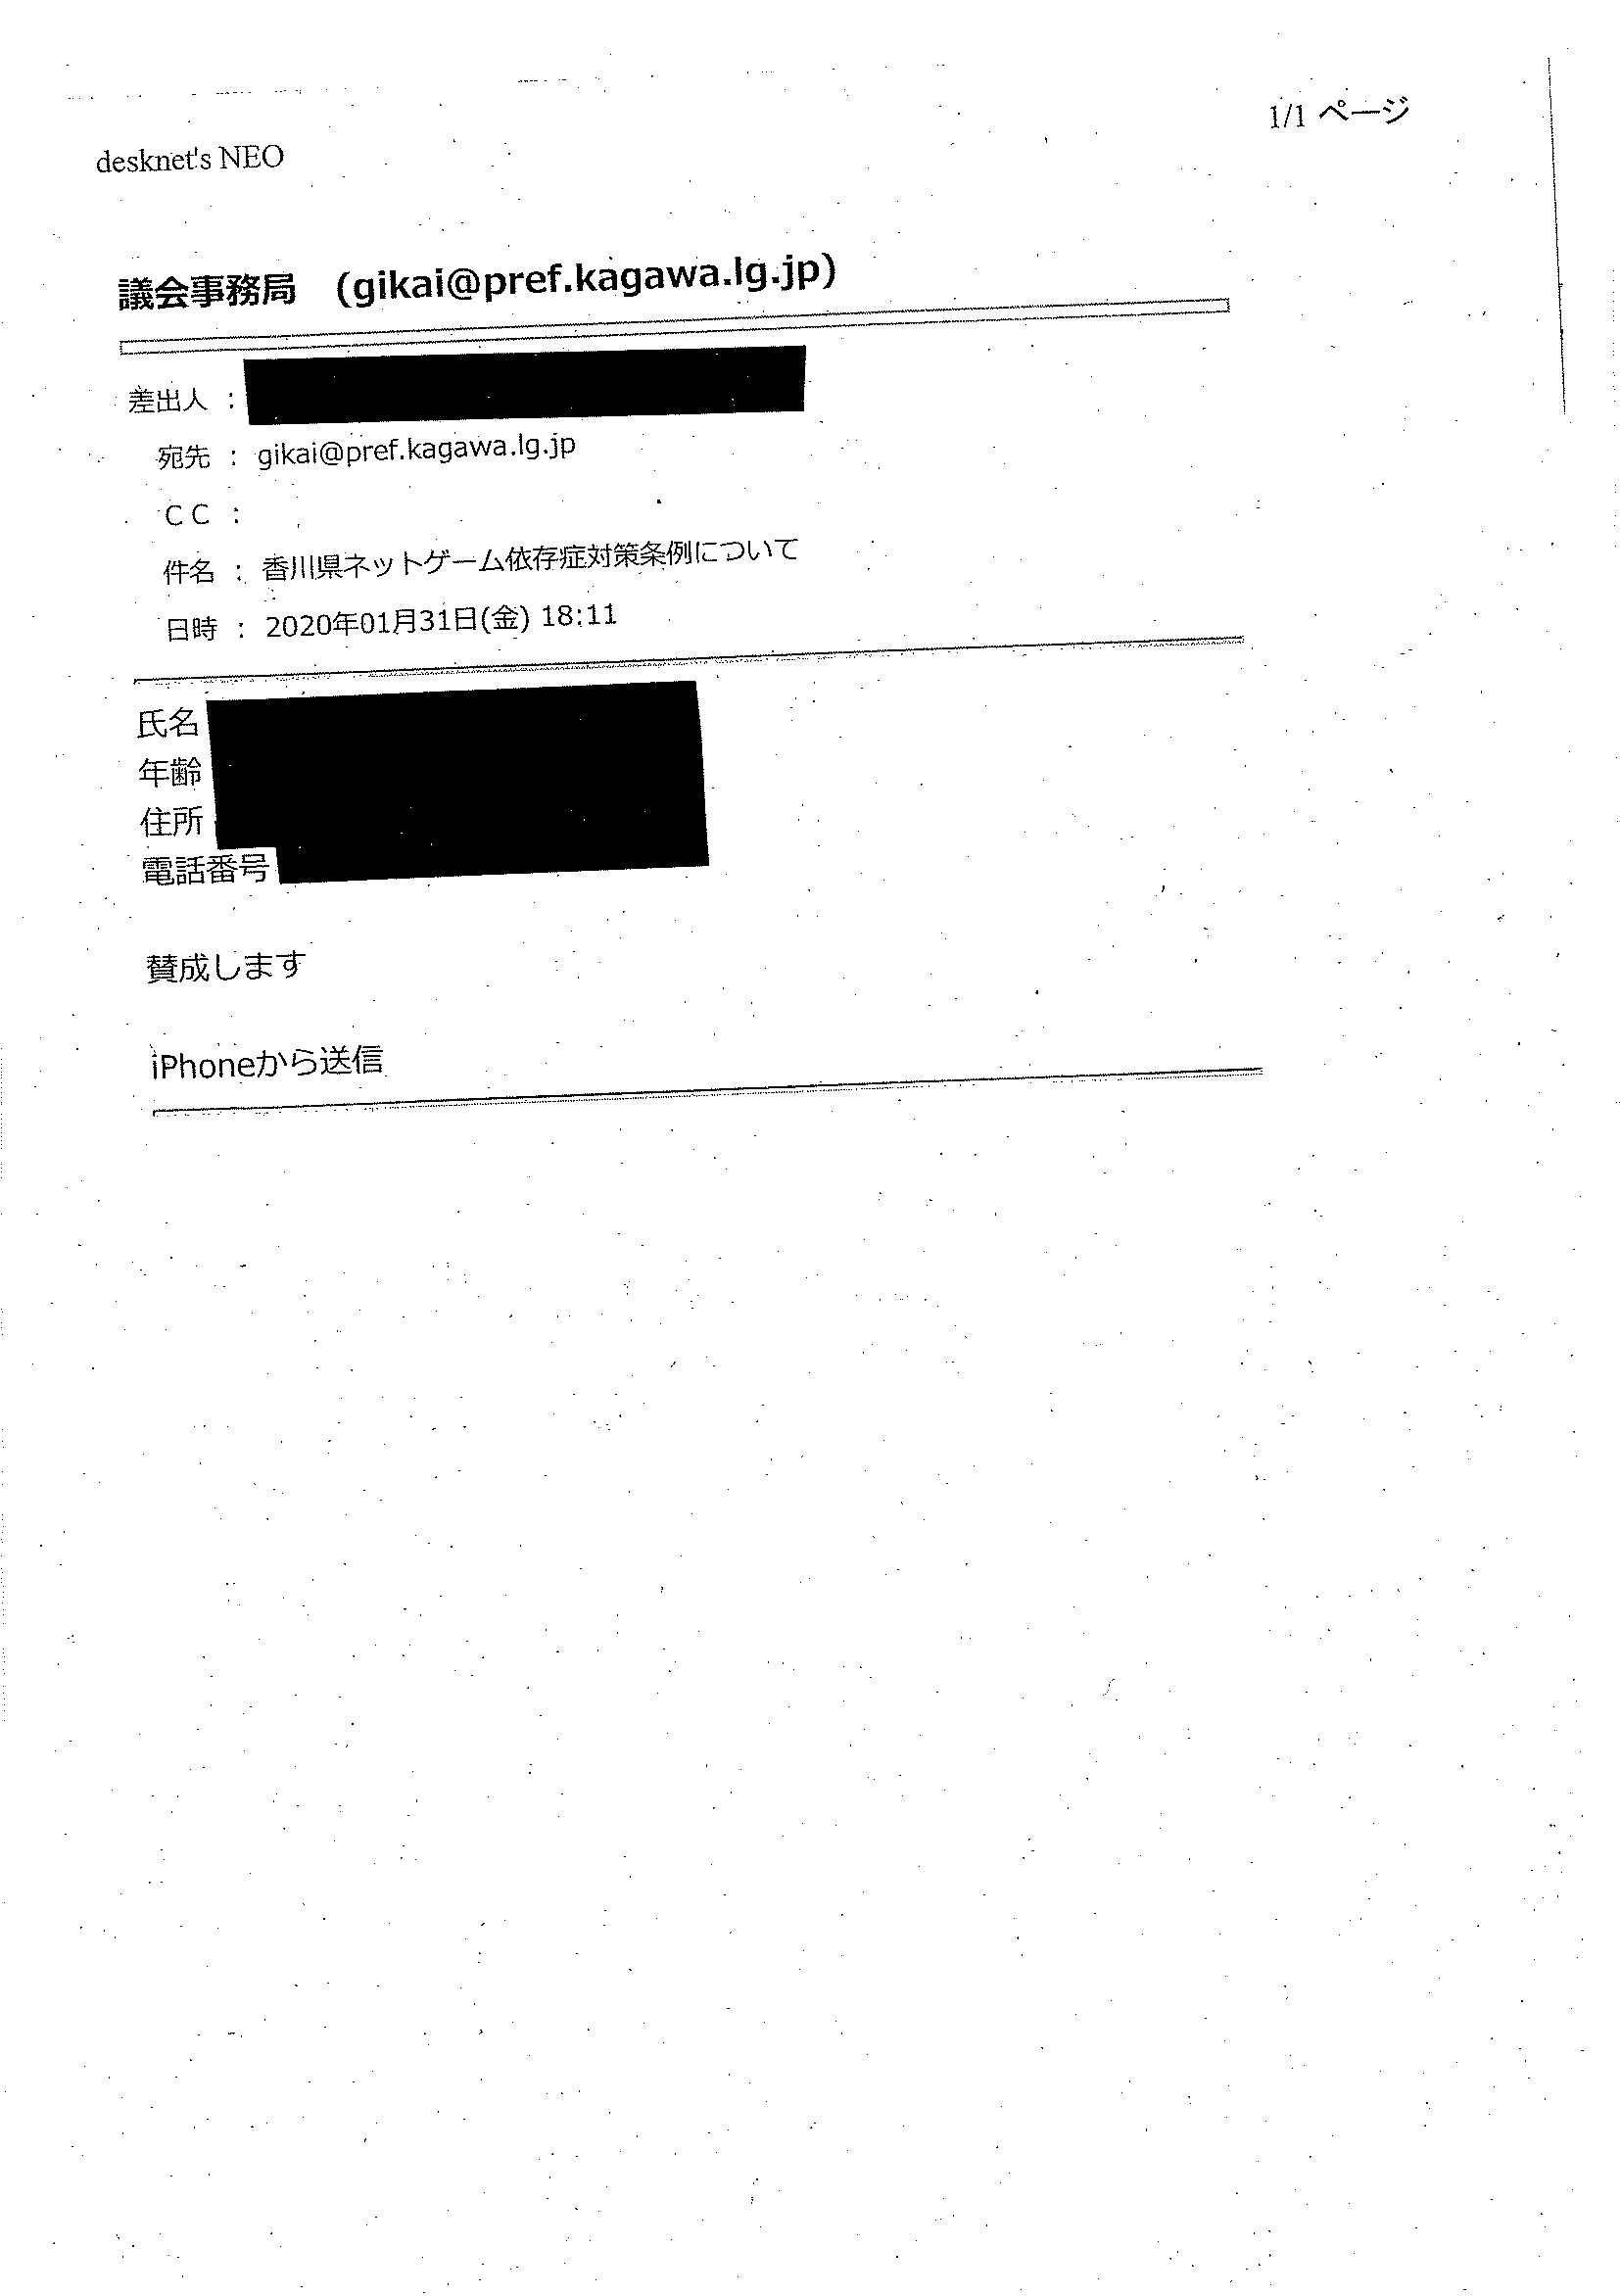 1/1 ページ
desknet's NEO
議会事務局　(gikai@pref.kagawa.lg.jp)
差出人 :
宛先 : gikai@pref.kagawa.lg.jp
CC :
件名 : 香川県ネットゲーム依存症対策条例について
日時 : 2020年01月31日(金) 18:11
氏名
年齢
住所
電話番号
賛成します
iPhoneから送信